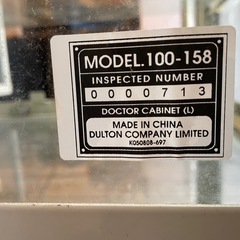 MODEL.100-158
INSPECTED NUMBER
0000713
DOCTOR CABINET (L)
MADE IN CHINA
DULTON COMPANY LIMITED
K050808-697